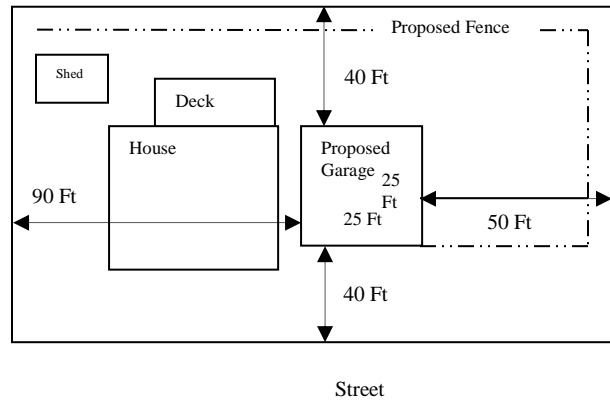 Proposed Fence
Shed
40 Ft
Deck
House
Proposed
Garage
25
Ft
90 Ft
25 Ft
50 Ft
40 Ft
Street